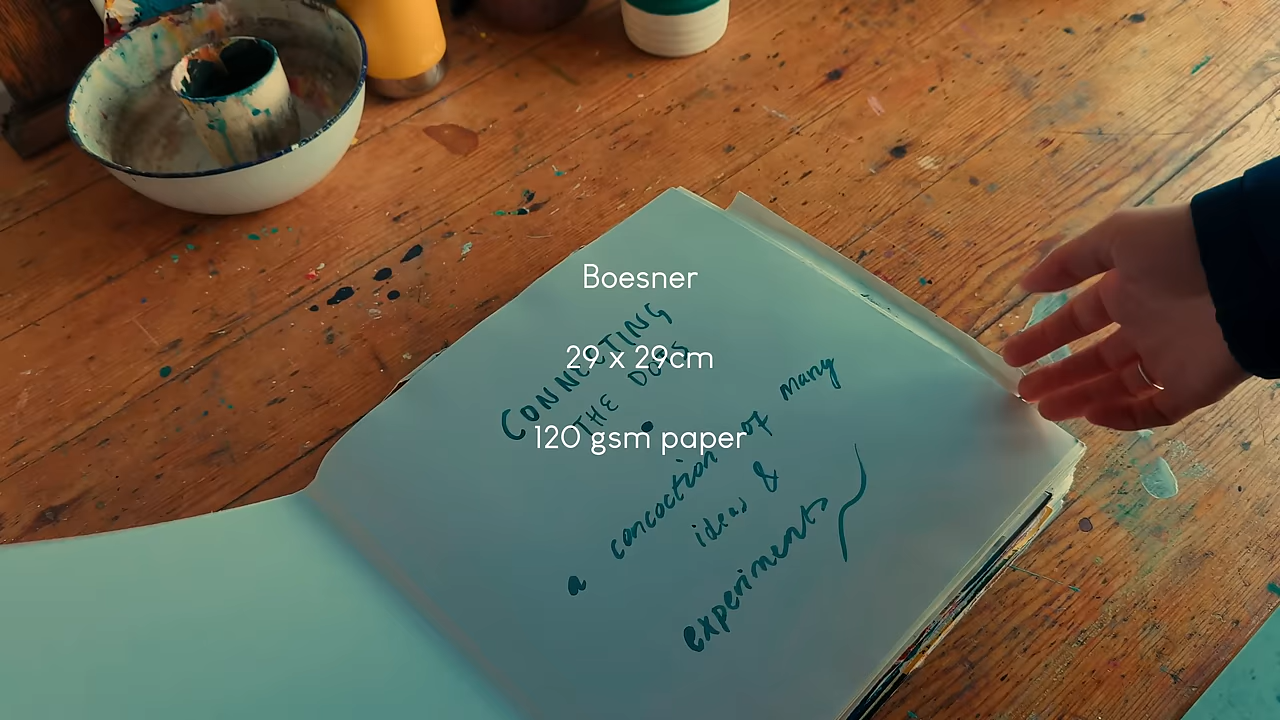 Boesner
29 x 29cm
120 gsm paper
CONNECTING
THE DOTS
a concoction of many
ideas &
experiments